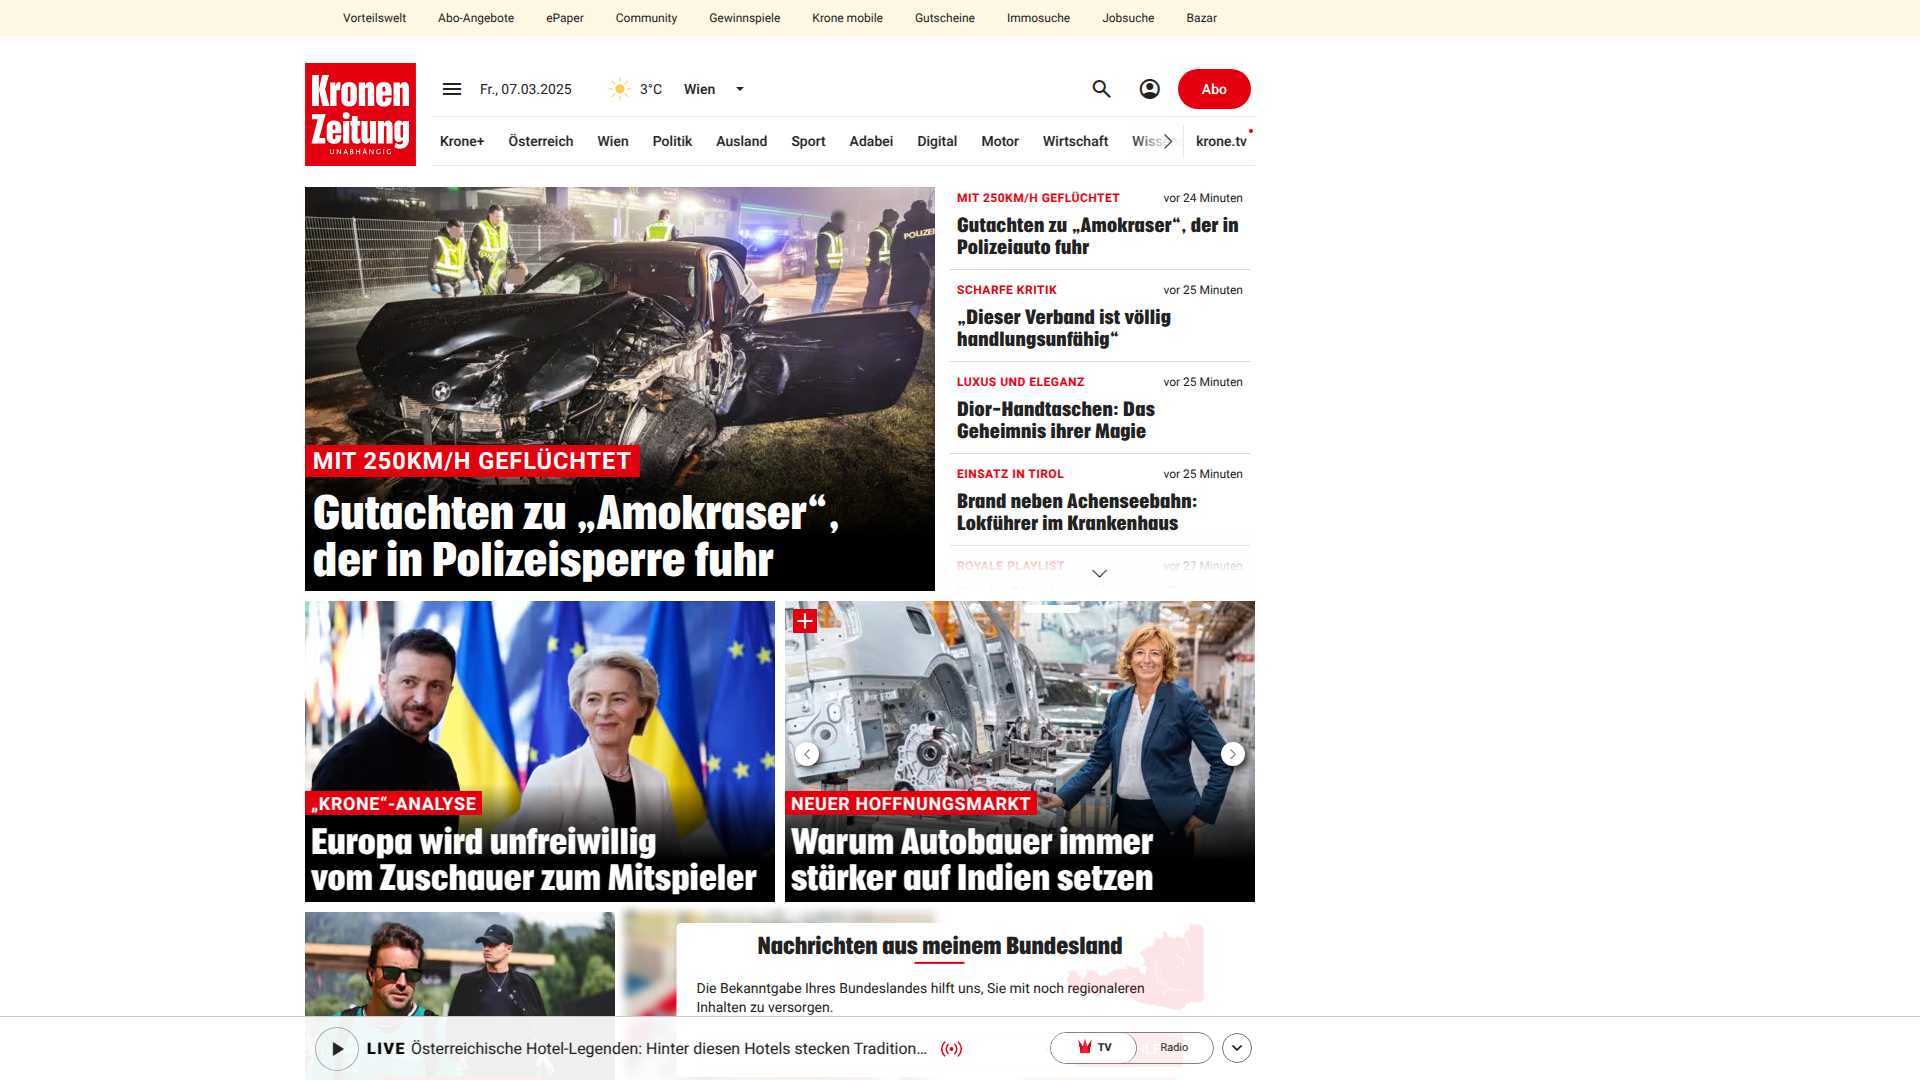 Vorteilswelt Abo-Angebote ePaper Community Gewinnspiele Krone mobile Gutscheine Immosuche Jobsuche Bazar
Kronen
Zeitung
UNABHÄNGIG
Fr., 07.03.2025 3°C Wien Abo
Krone+ Österreich Wien Politik Ausland Sport Adabei Digital Motor Wirtschaft krone.tv
POLIZEI
MIT 250KM/H GEFLÜCHTET
Gutachten zu „Amokraser“,
der in Polizeisperre fuhr
MIT 250KM/H GEFLÜCHTET vor 24 Minuten
Gutachten zu „Amokraser“, der in
Polizeiauto fuhr
SCHARFE KRITIK vor 25 Minuten
„Dieser Verband ist völlig
handlungsunfähig“
LUXUS UND ELEGANZ vor 25 Minuten
Dior-Handtaschen: Das
Geheimnis ihrer Magie
EINSATZ IN TIROL vor 25 Minuten
Brand neben Achenseebahn:
Lokführer im Krankenhaus
ROYALE PLAYLIST vor 27 Minuten
„KRONE“-ANALYSE
Europa wird unfreiwillig
vom Zuschauer zum Mitspieler
NEUER HOFFNUNGSMARKT
Warum Autobauer immer
stärker auf Indien setzen
Nachrichten aus meinem Bundesland
Die Bekanntgabe Ihres Bundeslandes hilft uns, Sie mit noch regionaleren
Inhalten zu versorgen.
LIVE Österreichische Hotel-Legenden: Hinter diesen Hotels stecken Tradition...
TV Radio